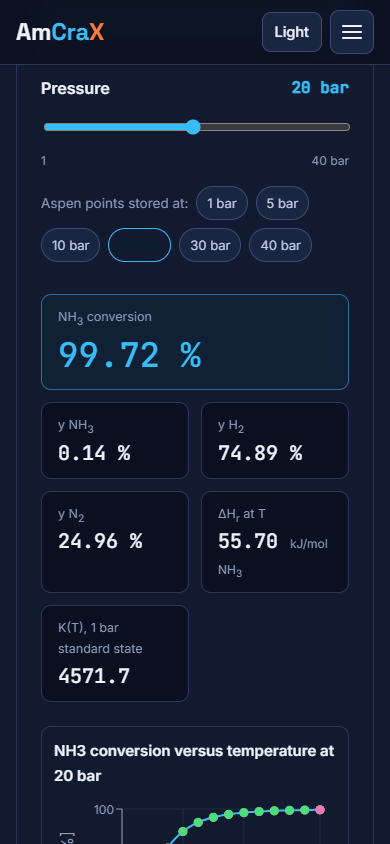 AmCraX
Light
Pressure
20 bar
1
40 bar
Aspen points stored at:
1 bar
5 bar
10 bar
30 bar
40 bar
NH3 conversion
99.72 %
y NH3
0.14 %
y H2
74.89 %
y N2
24.96 %
ΔHr at T
55.70 kJ/mol
NH3
K(T), 1 bar
standard state
4571.7
NH3 conversion versus temperature at
20 bar
100